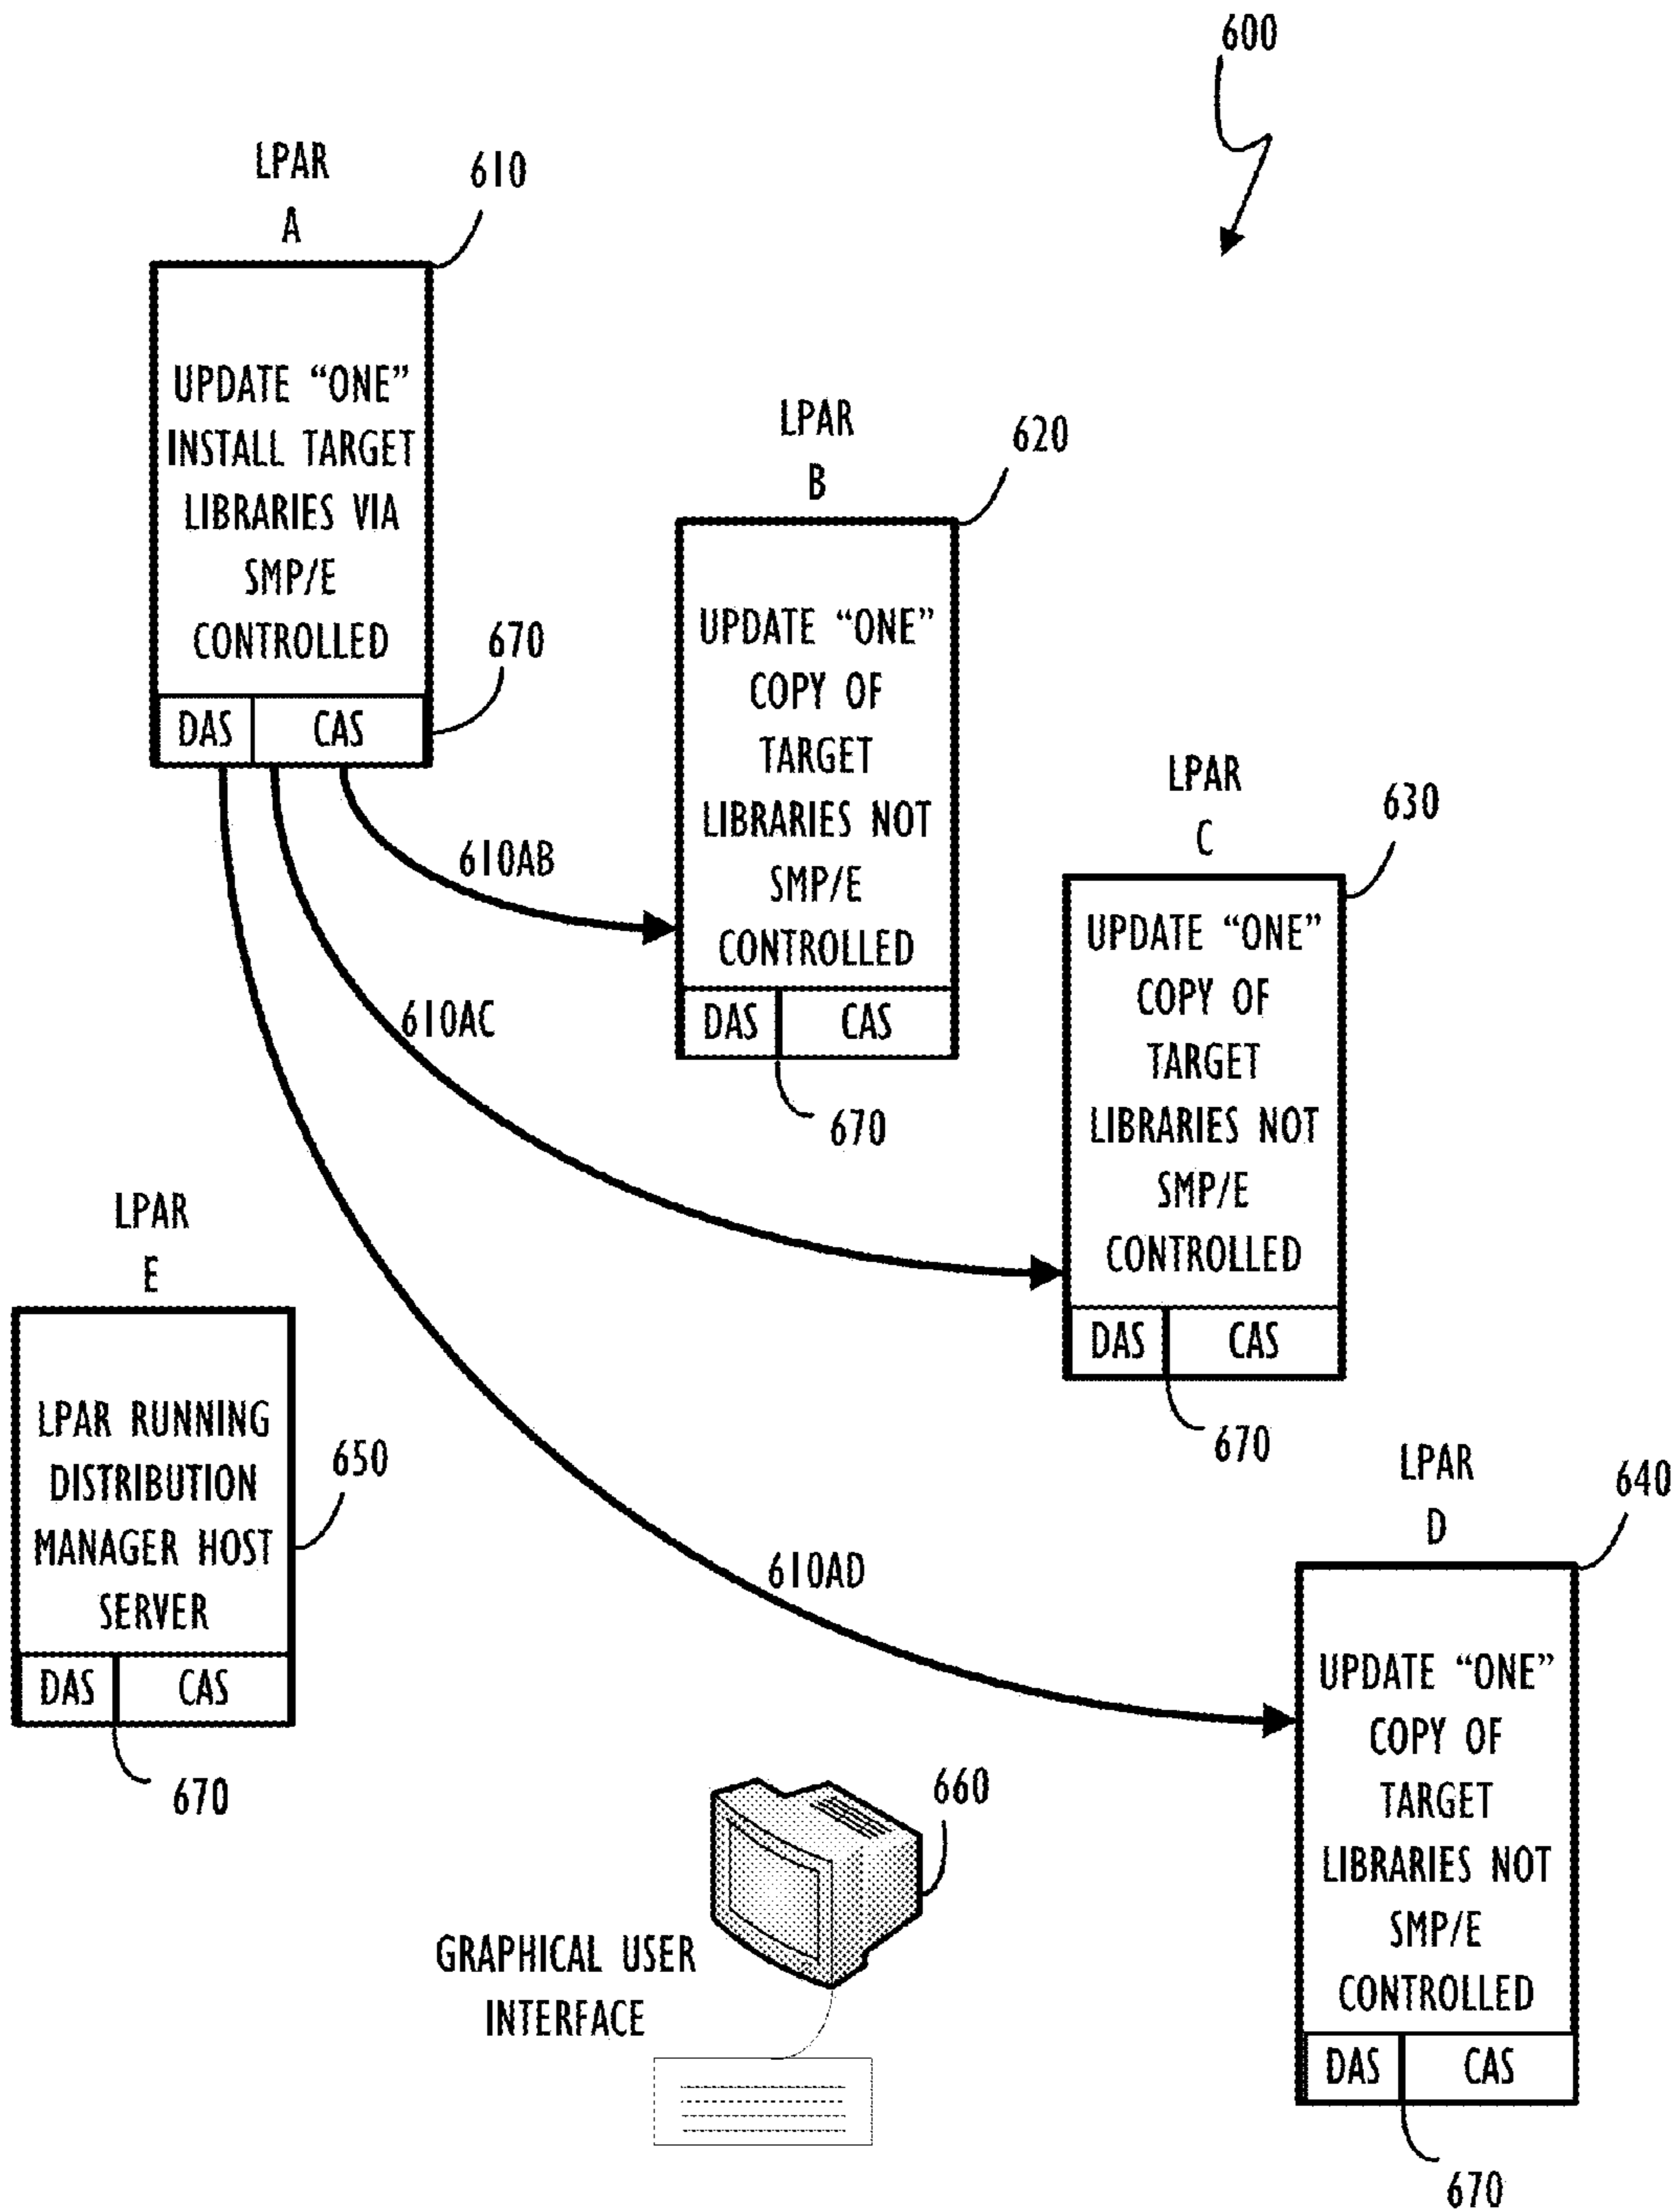 600
LPAR
A
610
UPDATE “ONE”
INSTALL TARGET
LIBRARIES VIA
SMP/E
CONTROLLED
670
DAS CAS
LPAR
B
620
UPDATE “ONE”
COPY OF
TARGET
LIBRARIES NOT
SMP/E
CONTROLLED
DAS CAS
670
610AB
LPAR
C
630
UPDATE “ONE”
COPY OF
TARGET
LIBRARIES NOT
SMP/E
CONTROLLED
DAS CAS
670
610AC
LPAR
E
LPAR RUNNING
DISTRIBUTION
MANAGER HOST
SERVER
650
DAS CAS
670
610AD
LPAR
D
640
UPDATE “ONE”
COPY OF
TARGET
LIBRARIES NOT
SMP/E
CONTROLLED
DAS CAS
670
660
GRAPHICAL USER
INTERFACE